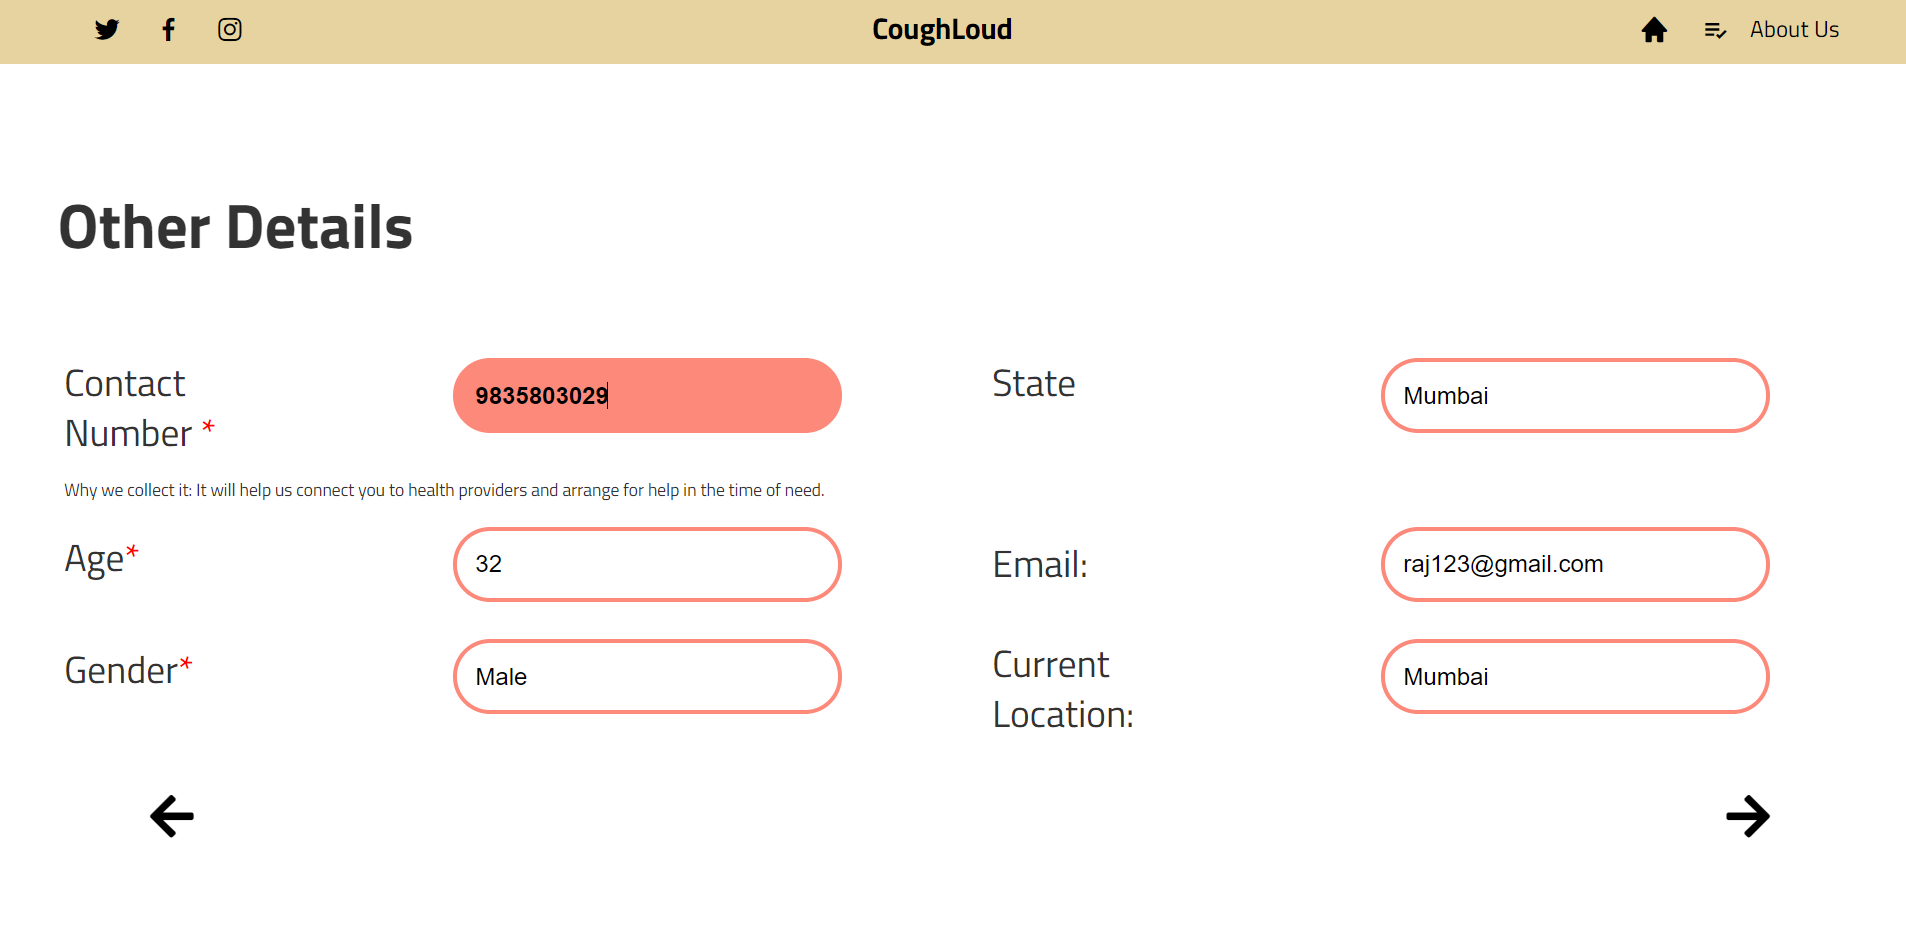 CoughLoud
About Us
Other Details
Contact
Number *
9835803029
State
Mumbai
Why we collect it: It will help us connect you to health providers and arrange for help in the time of need.
Age*
32
Email:
raj123@gmail.com
Gender*
Male
Current
Location:
Mumbai